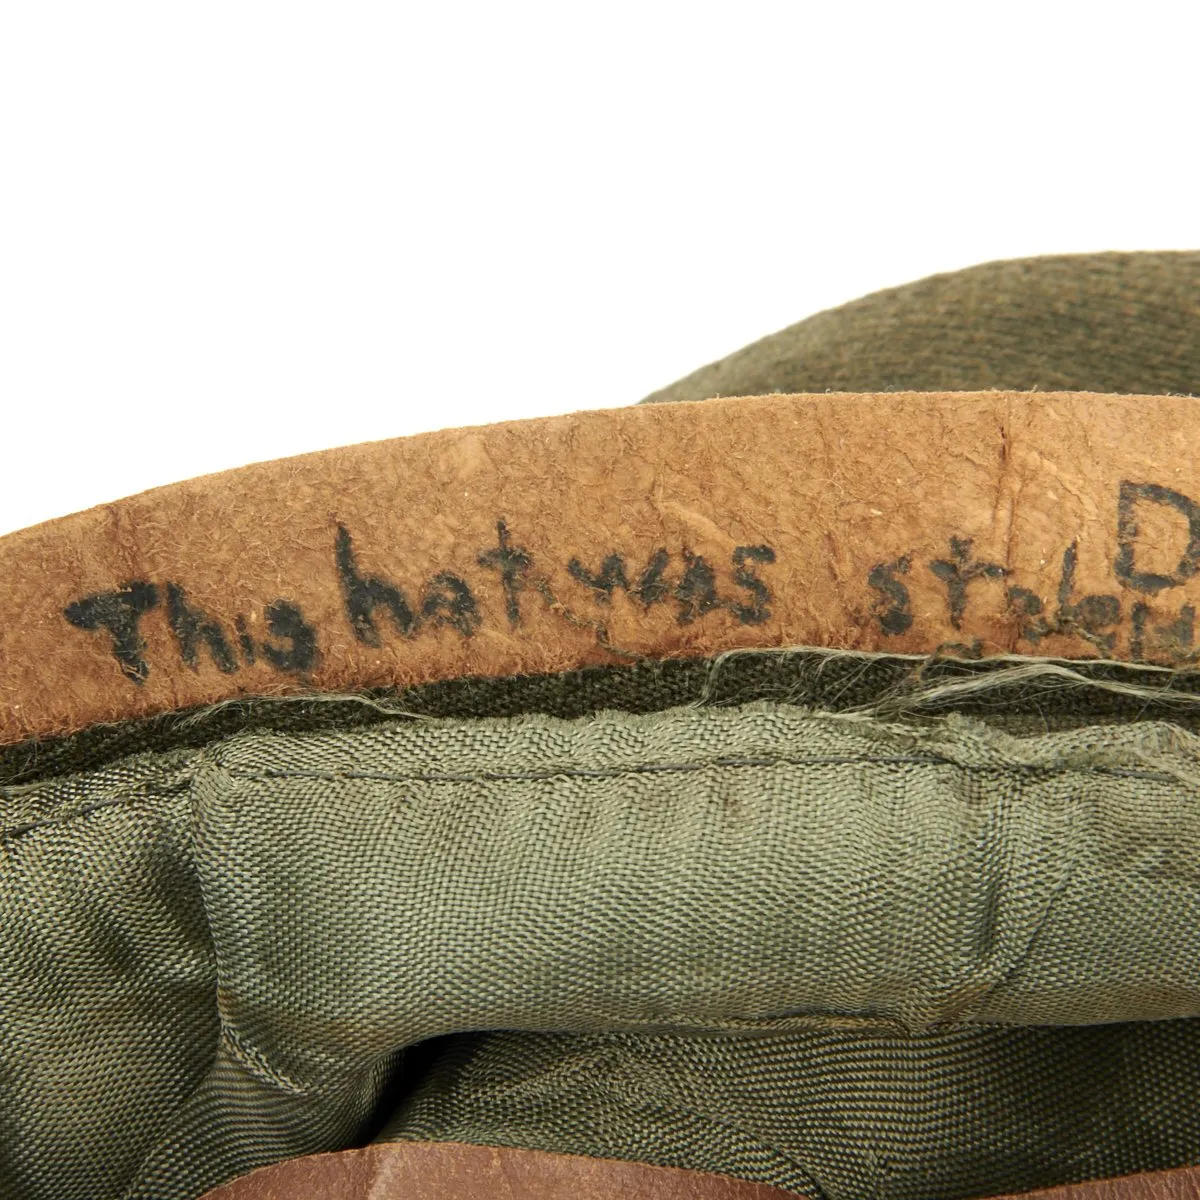 This hat was stolen
D